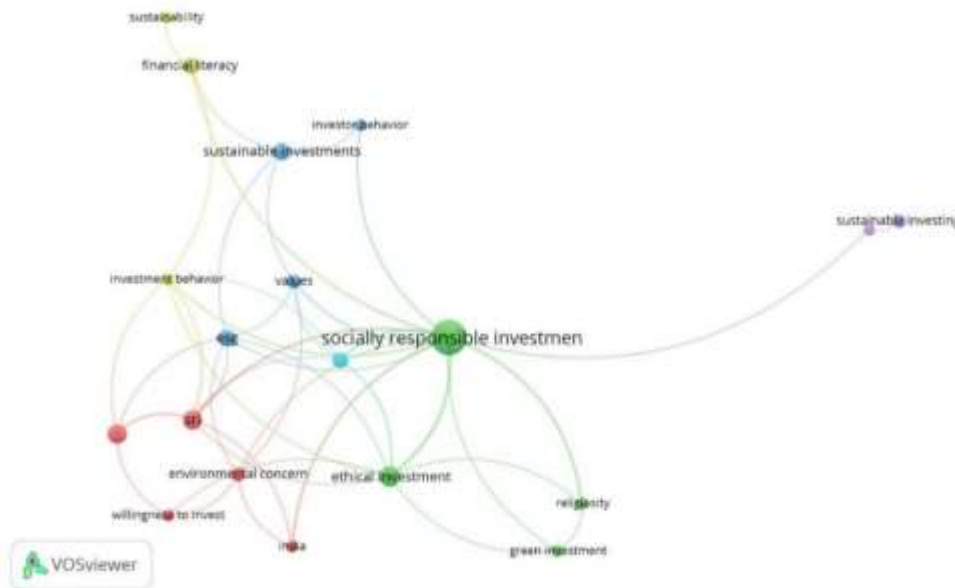 sustainability
financial literacy
investor behavior
sustainable investments
sustainable investing
investment behavior
values
socially responsible investmen
sri
environmental concern
ethical investment
religiosity
willingness to invest
india
green investment
VOSviewer